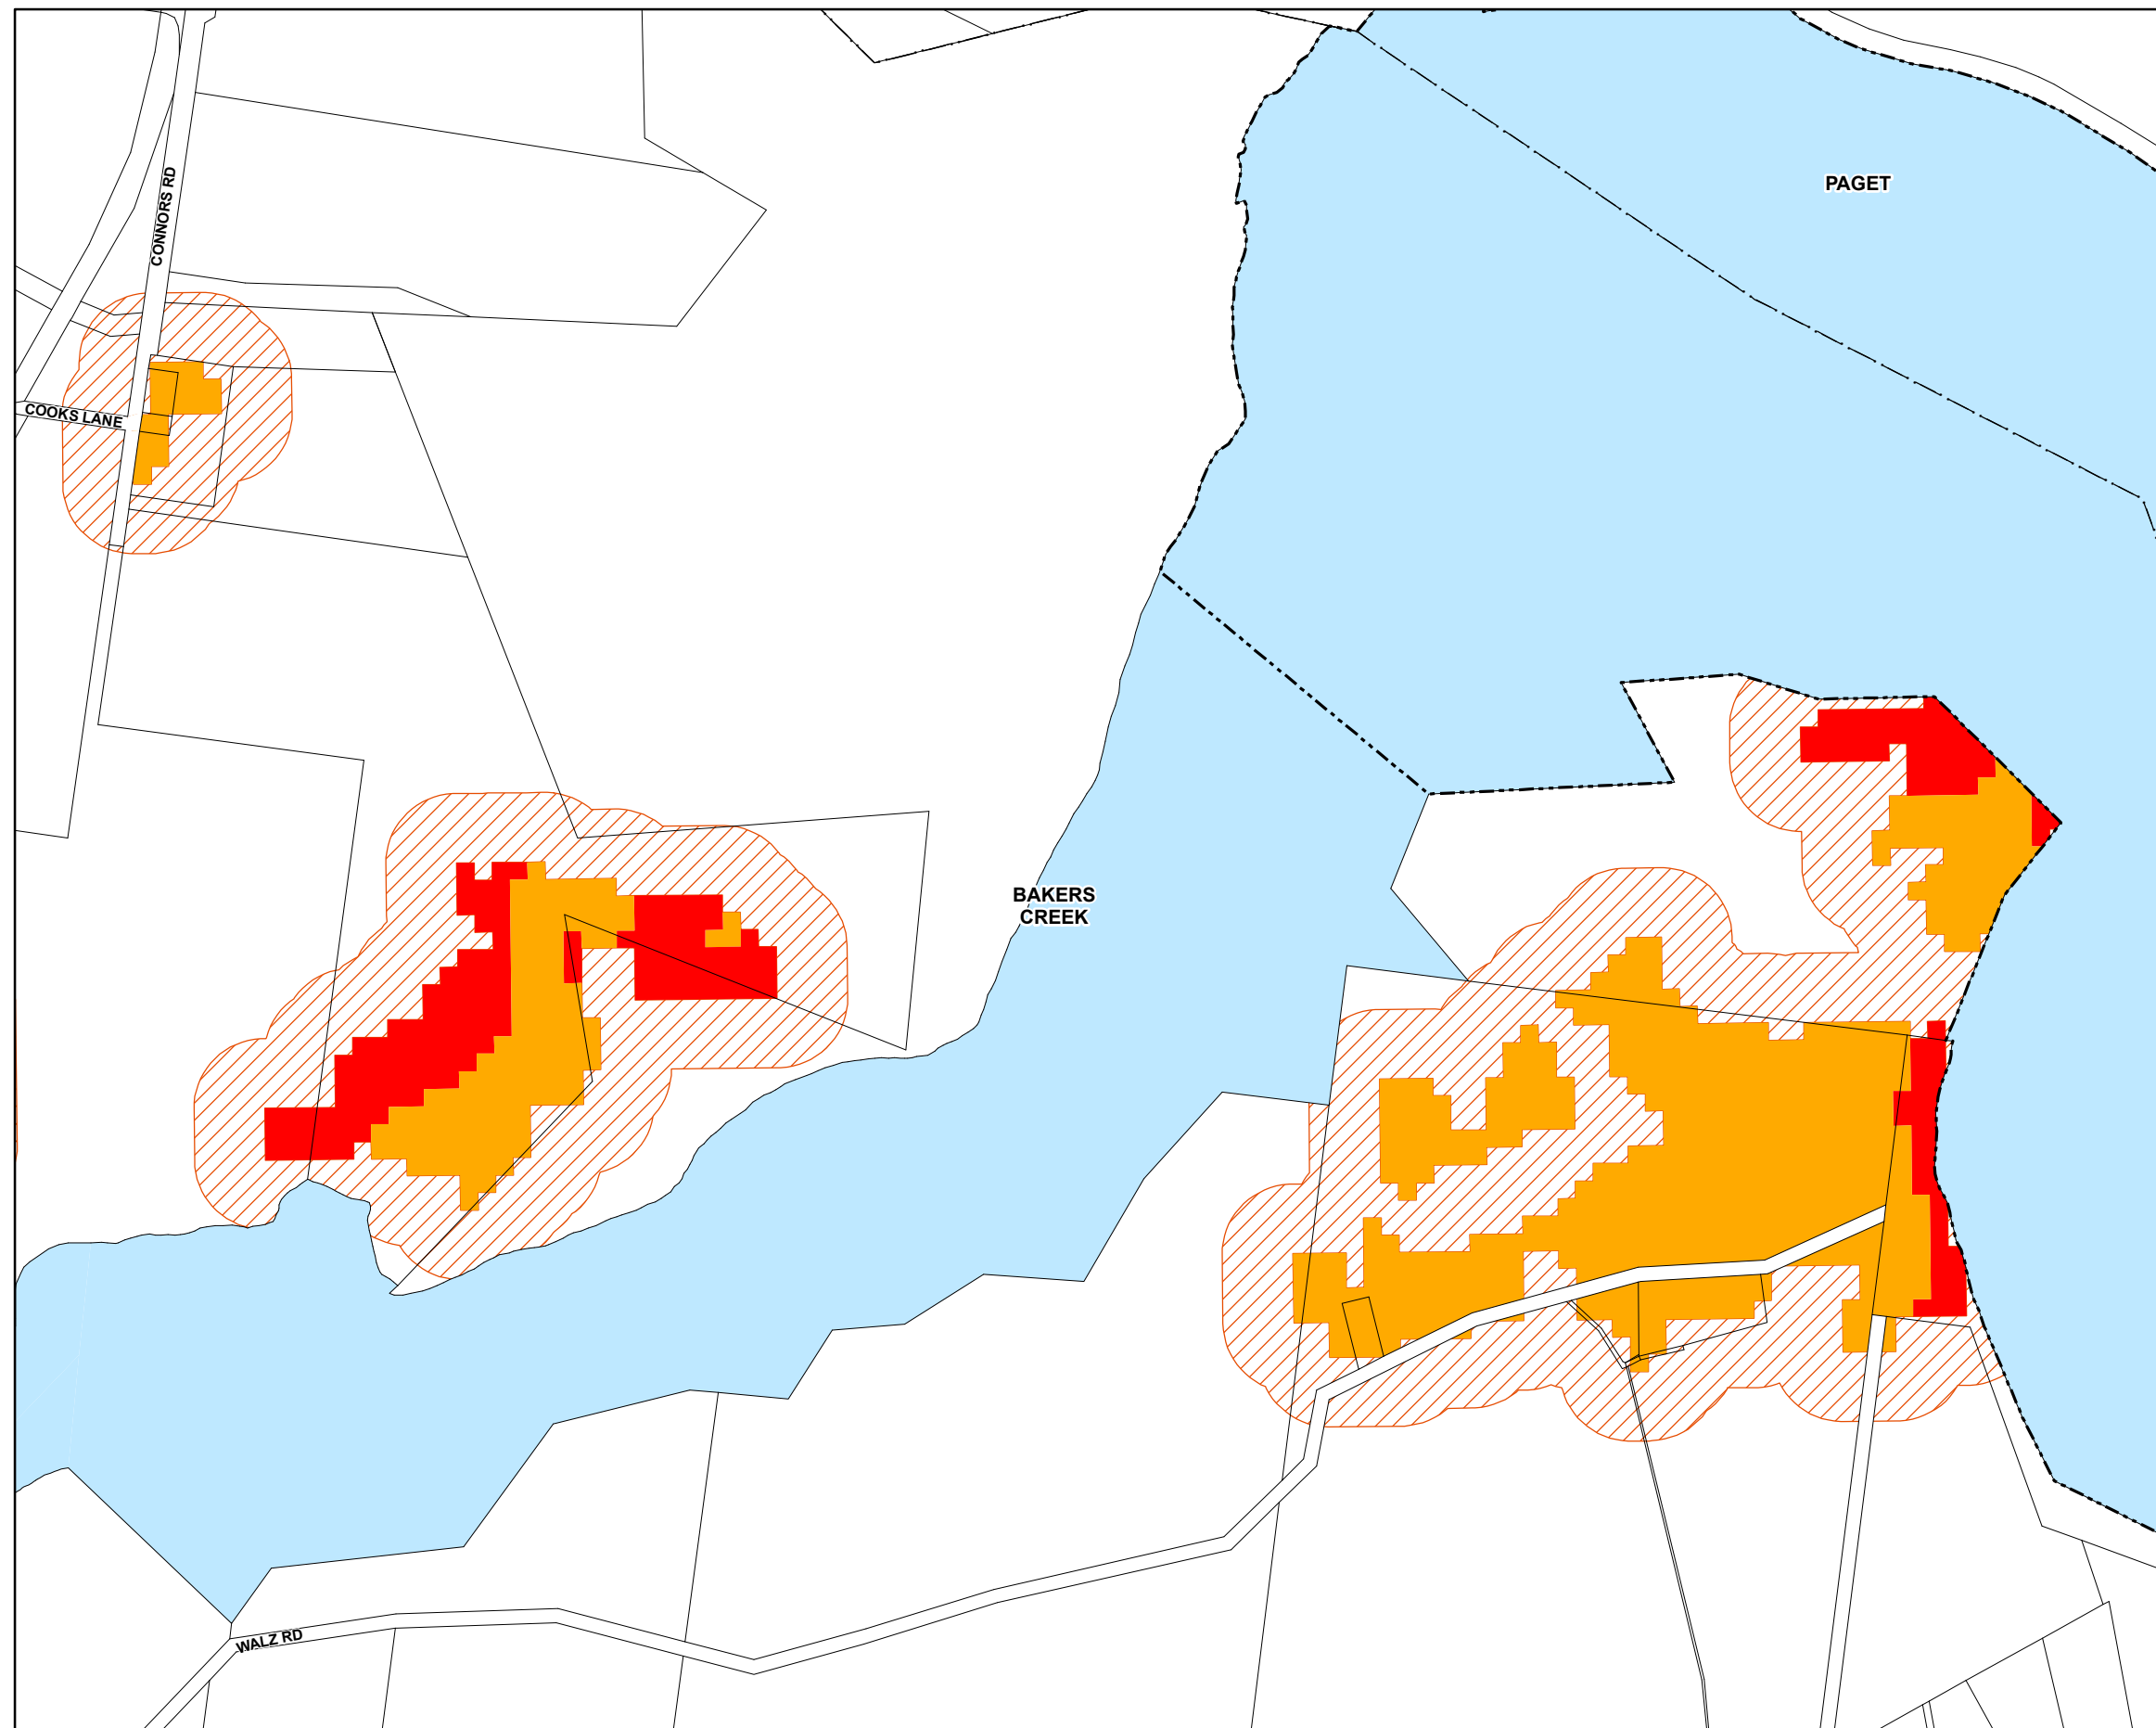 PAGET
CONNORS RD
COOKS LANE
BAKERS
CREEK
WALZ RD